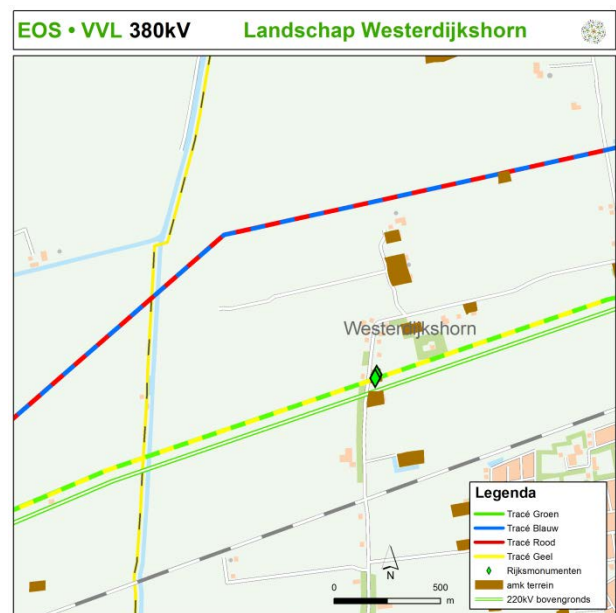 EOS • VVL 380kV Landschap Westerdijkshorn
Westerdijkshorn
Legenda
Tracé Groen
Tracé Blauw
Tracé Rood
Tracé Geel
Rijksmonumenten
amk terrein
220kV bovengronds
N
0 500
m